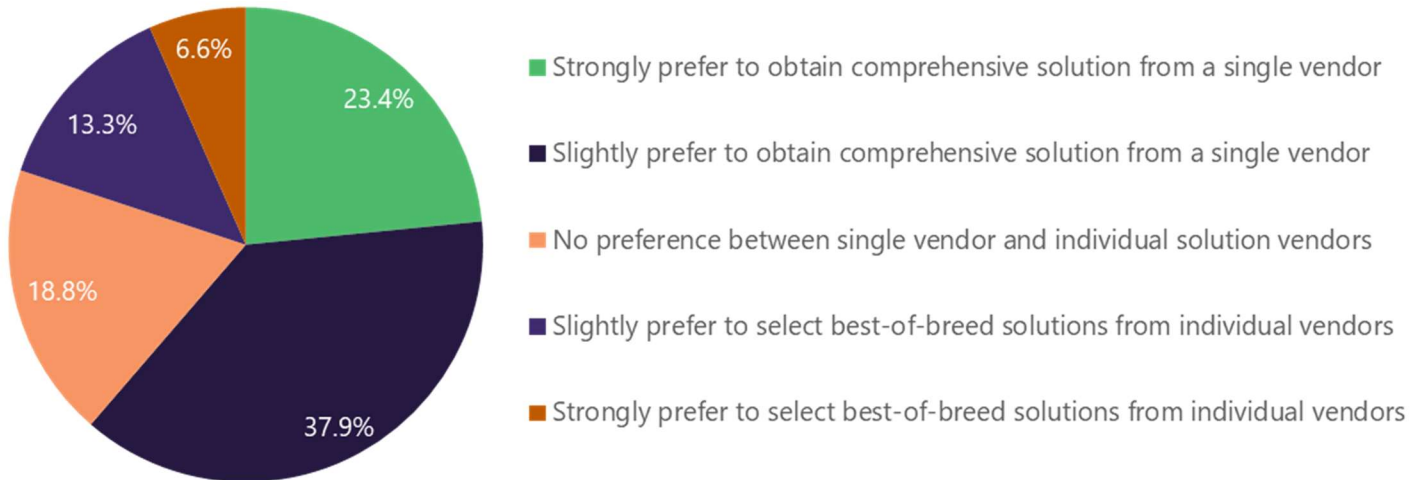 6.6%
23.4%
13.3%
18.8%
37.9%
Strongly prefer to obtain comprehensive solution from a single vendor
Slightly prefer to obtain comprehensive solution from a single vendor
No preference between single vendor and individual solution vendors
Slightly prefer to select best-of-breed solutions from individual vendors
Strongly prefer to select best-of-breed solutions from individual vendors